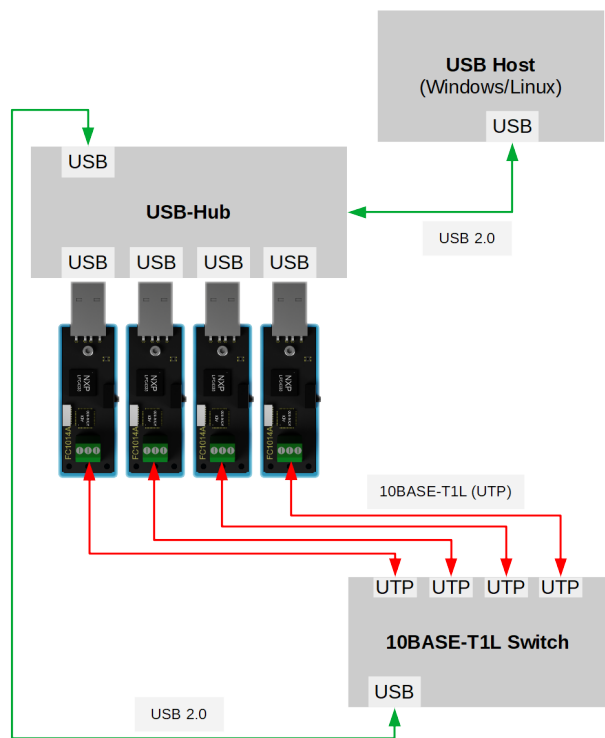 USB Host
(Windows/Linux)
USB
USB
USB-Hub
USB 2.0
USB
USB
USB
USB
NXP
NXP
NXP
NXP
FC1014A
FC1014A
FC1014A
FC1014A
10BASE-T1L (UTP)
UTP
UTP
UTP
UTP
10BASE-T1L Switch
USB
USB 2.0